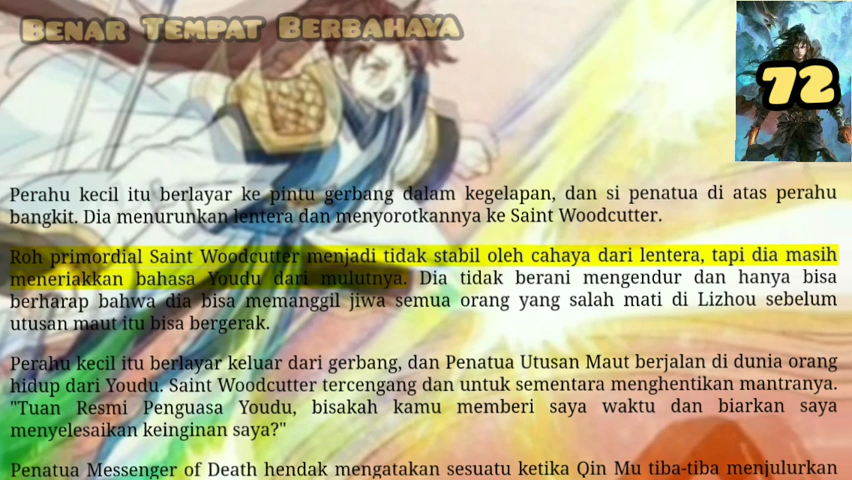 Benar Tempat Berbahaya
72
Perahu kecil itu berlayar ke pintu gerbang dalam kegelapan, dan si penatua di atas perahu
bangkit. Dia menurunkan lentera dan menyorotkannya ke Saint Woodcutter.
Roh primordial Saint Woodcutter menjadi tidak stabil oleh cahaya dari lentera, tapi dia masih
meneriakkan bahasa Youdu dari mulutnya. Dia tidak berani mengendur dan hanya bisa
berharap bahwa dia bisa memanggil jiwa semua orang yang salah mati di Lizhou sebelum
utusan maut itu bisa bergerak.
Perahu kecil itu berlayar keluar dari gerbang, dan Penatua Utusan Maut berjalan di dunia orang
hidup dari Youdu. Saint Woodcutter tercengang dan untuk sementara menghentikan mantranya.
"Tuan Resmi Penguasa Youdu, bisakah kamu memberi saya waktu dan biarkan saya
menyelesaikan keinginan saya?"
Penatua Messenger of Death hendak mengatakan sesuatu ketika Qin Mu tiba-tiba menjulurkan